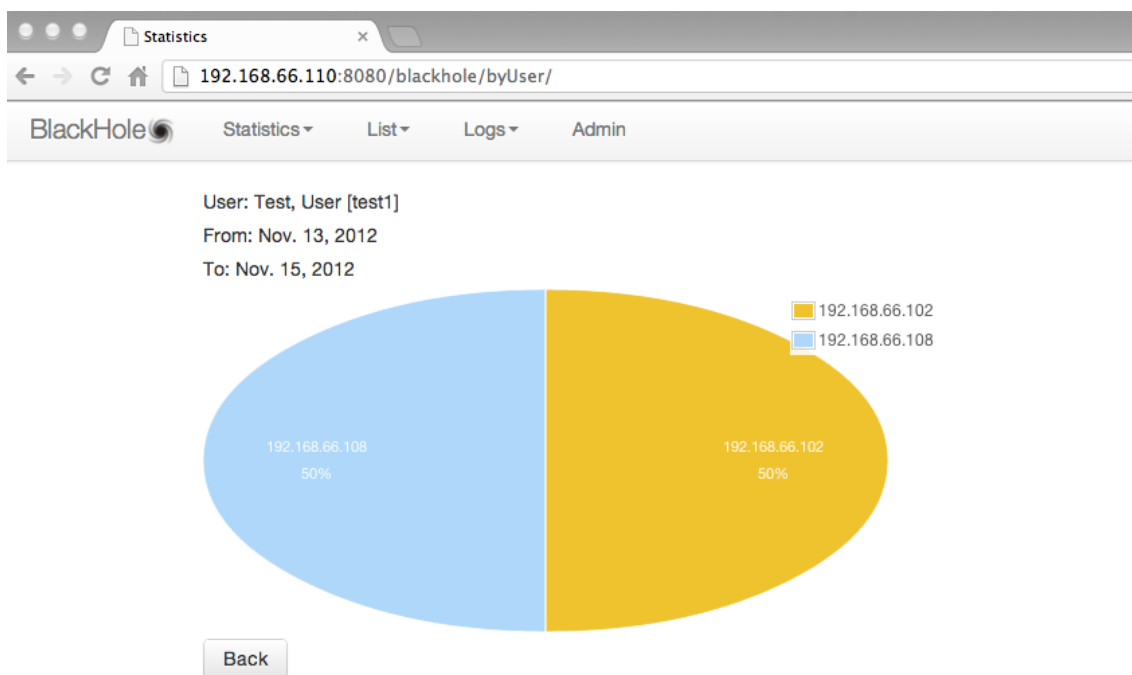 Statistics
192.168.66.110:8080/blackhole/byUser/
BlackHole Statistics List Logs Admin
User: Test, User [test1]
From: Nov. 13, 2012
To: Nov. 15, 2012
192.168.66.102
192.168.66.108
192.168.66.108
50%
192.168.66.102
50%
Back